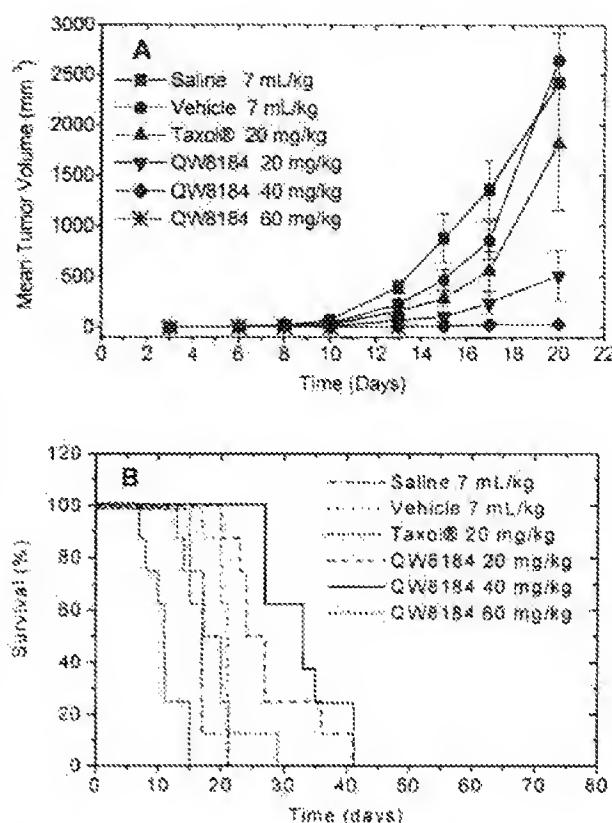 3000
2500
2000
1500
1000
500
0
Mean Tumor Volume (mm³)
A
Saline 7 mL/kg
Vehicle 7 mL/kg
Taxol® 20 mg/kg
QW8184 20 mg/kg
QW8184 40 mg/kg
QW8184 60 mg/kg
0 2 4 6 8 10 12 14 16 18 20 22
Time (Days)
120
100
80
60
40
20
0
Survival (%)
B
Saline 7 mL/kg
Vehicle 7 mL/kg
Taxol® 20 mg/kg
QW8184 20 mg/kg
QW8184 40 mg/kg
QW8184 60 mg/kg
0 10 20 30 40 50 60 70 80
Time (days)